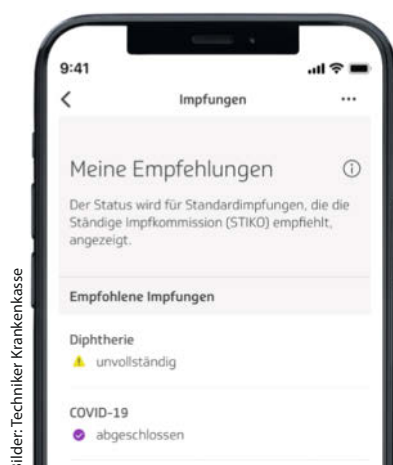 9:41
Impfungen
Meine Empfehlungen
Der Status wird für Standardimpfungen, die die
Ständige Impfkommission (STIKO) empfiehlt,
angezeigt.
Empfohlene Impfungen
Diphtherie
unvollständig
COVID-19
abgeschlossen
Bilder: Techniker Krankenkasse